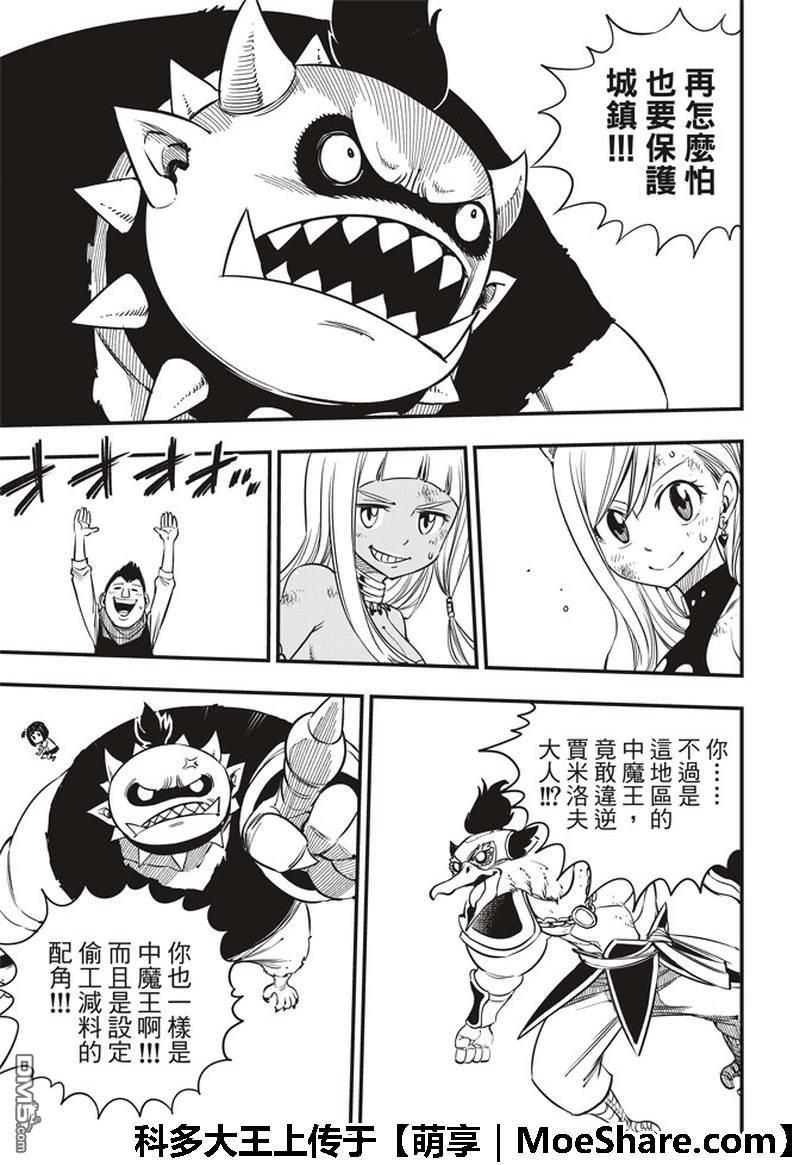 再怎麼怕
也要保護
城鎮!!!
オオオオ‥
你……
不過是
這地區的
中魔王，
竟敢違逆
賈米洛夫
大人!!?
你也一樣是
中魔王啊!!!
而且是設定
偷工減料的
配角!!!
DM5
科多大王上传于【萌享 | MoeShare.com】